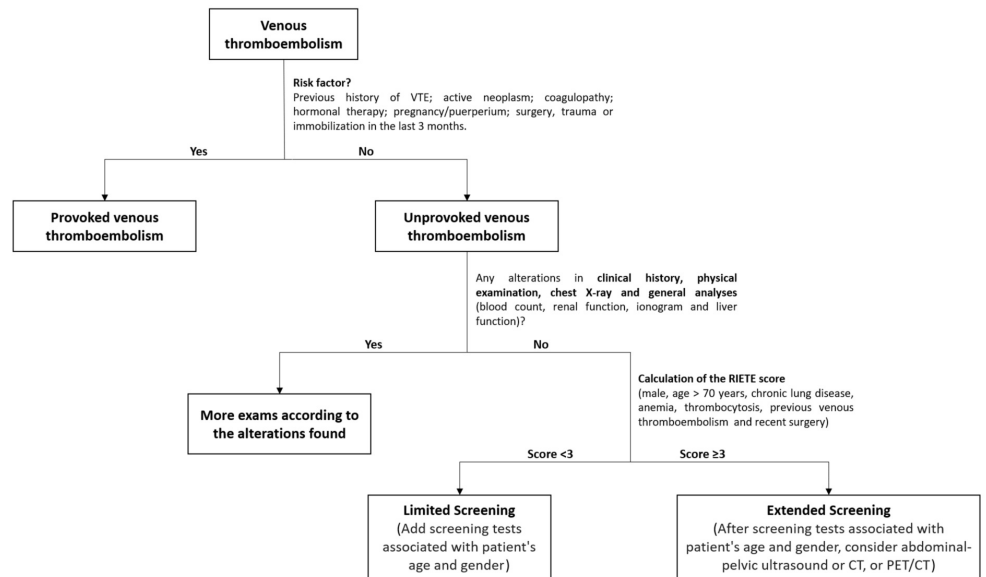 Venous
thromboembolism
Risk factor?
Previous history of VTE; active neoplasm; coagulopathy;
hormonal therapy; pregnancy/puerperium; surgery, trauma or
immobilization in the last 3 months.
Yes
No
Provoked venous
thromboembolism
Unprovoked venous
thromboembolism
Any alterations in clinical history, physical
examination, chest X-ray and general analyses
(blood count, renal function, ionogram and liver
function)?
Yes
No
More exams according to
the alterations found
Calculation of the RIETE score
(male, age > 70 years, chronic lung disease,
anemia, thrombocytosis, previous venous
thromboembolism and recent surgery)
Score <3
Score ≥3
Limited Screening
(Add screening tests
associated with patient's
age and gender)
Extended Screening
(After screening tests associated with
patient's age and gender, consider abdominal-
pelvic ultrasound or CT, or PET/CT)